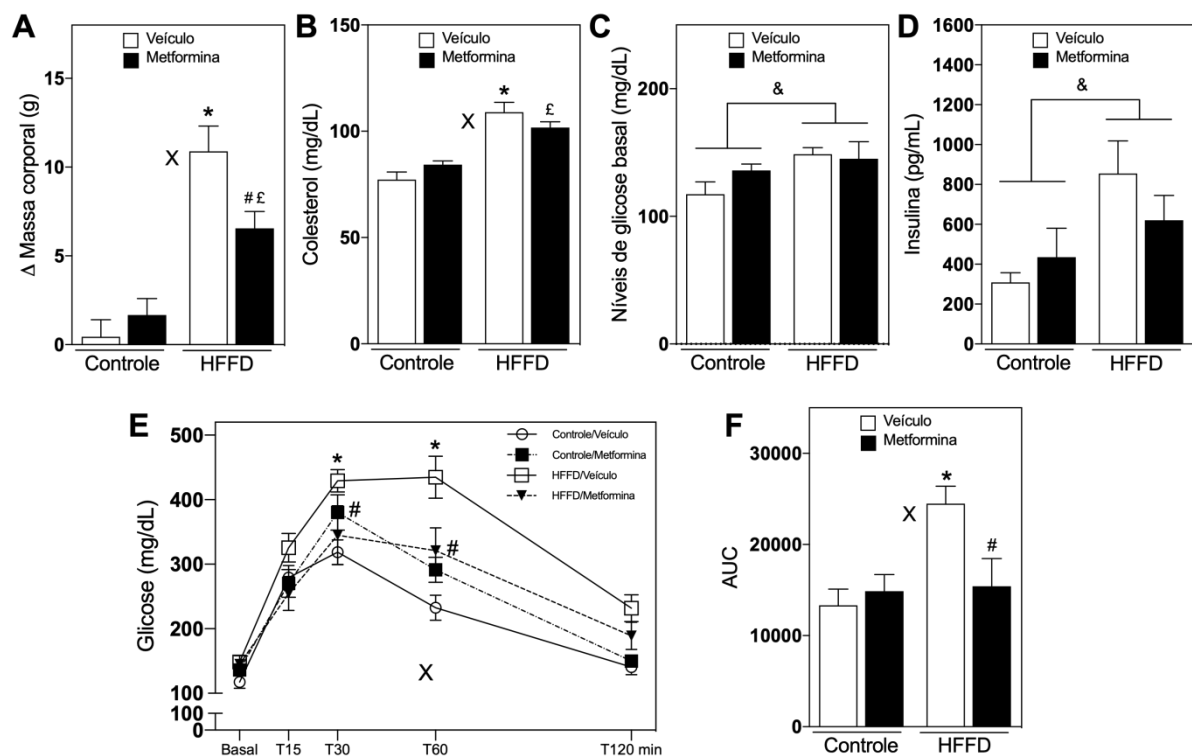 A
Veículo
Metformina
Δ Massa corporal (g)
15
10
5
0
*
X
#£
Controle
HFFD
B
Veículo
Metformina
Colesterol (mg/dL)
150
100
50
0
*
X
£
Controle
HFFD
C
Veículo
Metformina
Níveis de glicose basal (mg/dL)
200
100
0
&
Controle
HFFD
D
Veículo
Metformina
Insulina (pg/mL)
1600
1400
1200
1000
800
600
400
200
0
&
Controle
HFFD
E
Controle/Veículo
Controle/Metformina
HFFD/Veículo
HFFD/Metformina
Glicose (mg/dL)
500
400
300
200
100
100
0
*
*
#
#
X
Basal T15 T30 T60 T120 min
F
Veículo
Metformina
AUC
30000
20000
10000
0
*
X
#
Controle
HFFD